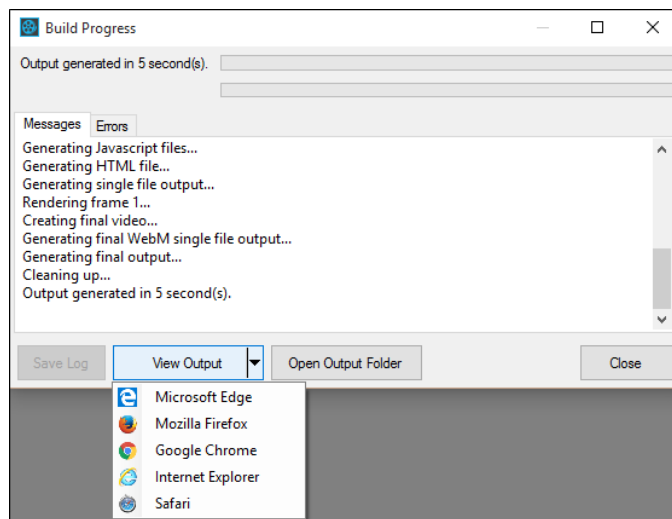 Build Progress
Output generated in 5 second(s).
Messages
Errors
Generating Javascript files...
Generating HTML file...
Generating single file output...
Rendering frame 1...
Creating final video...
Generating final WebM single file output...
Generating final output...
Cleaning up...
Output generated in 5 second(s).
Save Log
View Output
Open Output Folder
Close
Microsoft Edge
Mozilla Firefox
Google Chrome
Internet Explorer
Safari